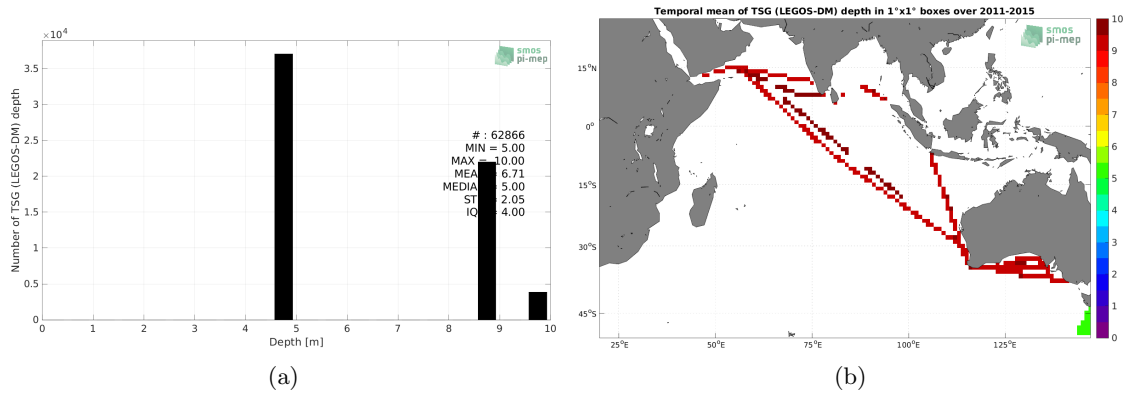 ×10⁴
3.5
3
2.5
2
1.5
1
0.5
0
Number of TSG (LEGOS-DM) depth
smos
pi-mep
# : 62866
MIN = 5.00
MAX = 10.00
6.71
5.00
= 2.05
= 4.00
0 1 2 3 4 5 6 7 8 9 10
Depth [m]
(a)
Temporal mean of TSG (LEGOS-DM) depth in 1°x1° boxes over 2011-2015
smos
pi-mep
15°N
0°
15°S
30°S
45°S
25°E 50°E 75°E 100°E 125°E
10
9
8
7
6
5
4
3
2
1
0
(b)